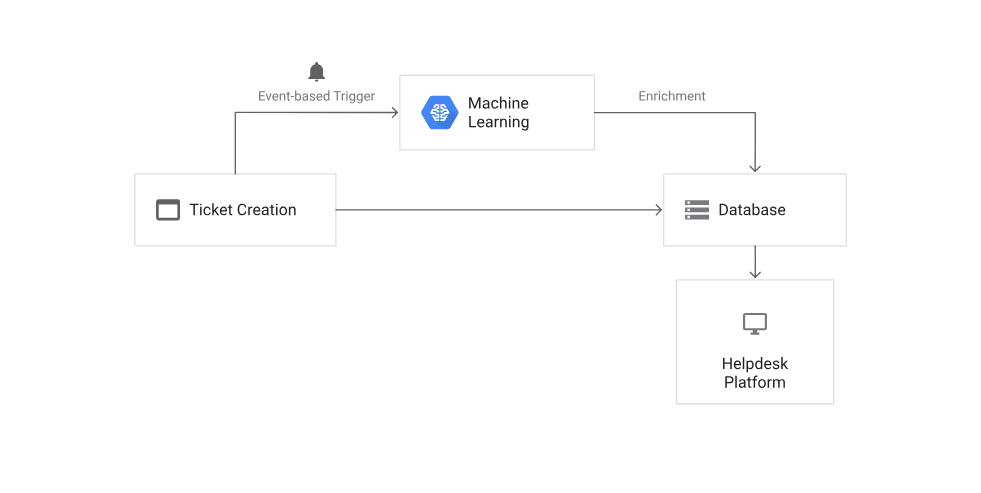 Event-based Trigger
Machine
Learning
Enrichment
Ticket Creation
Database
Helpdesk
Platform